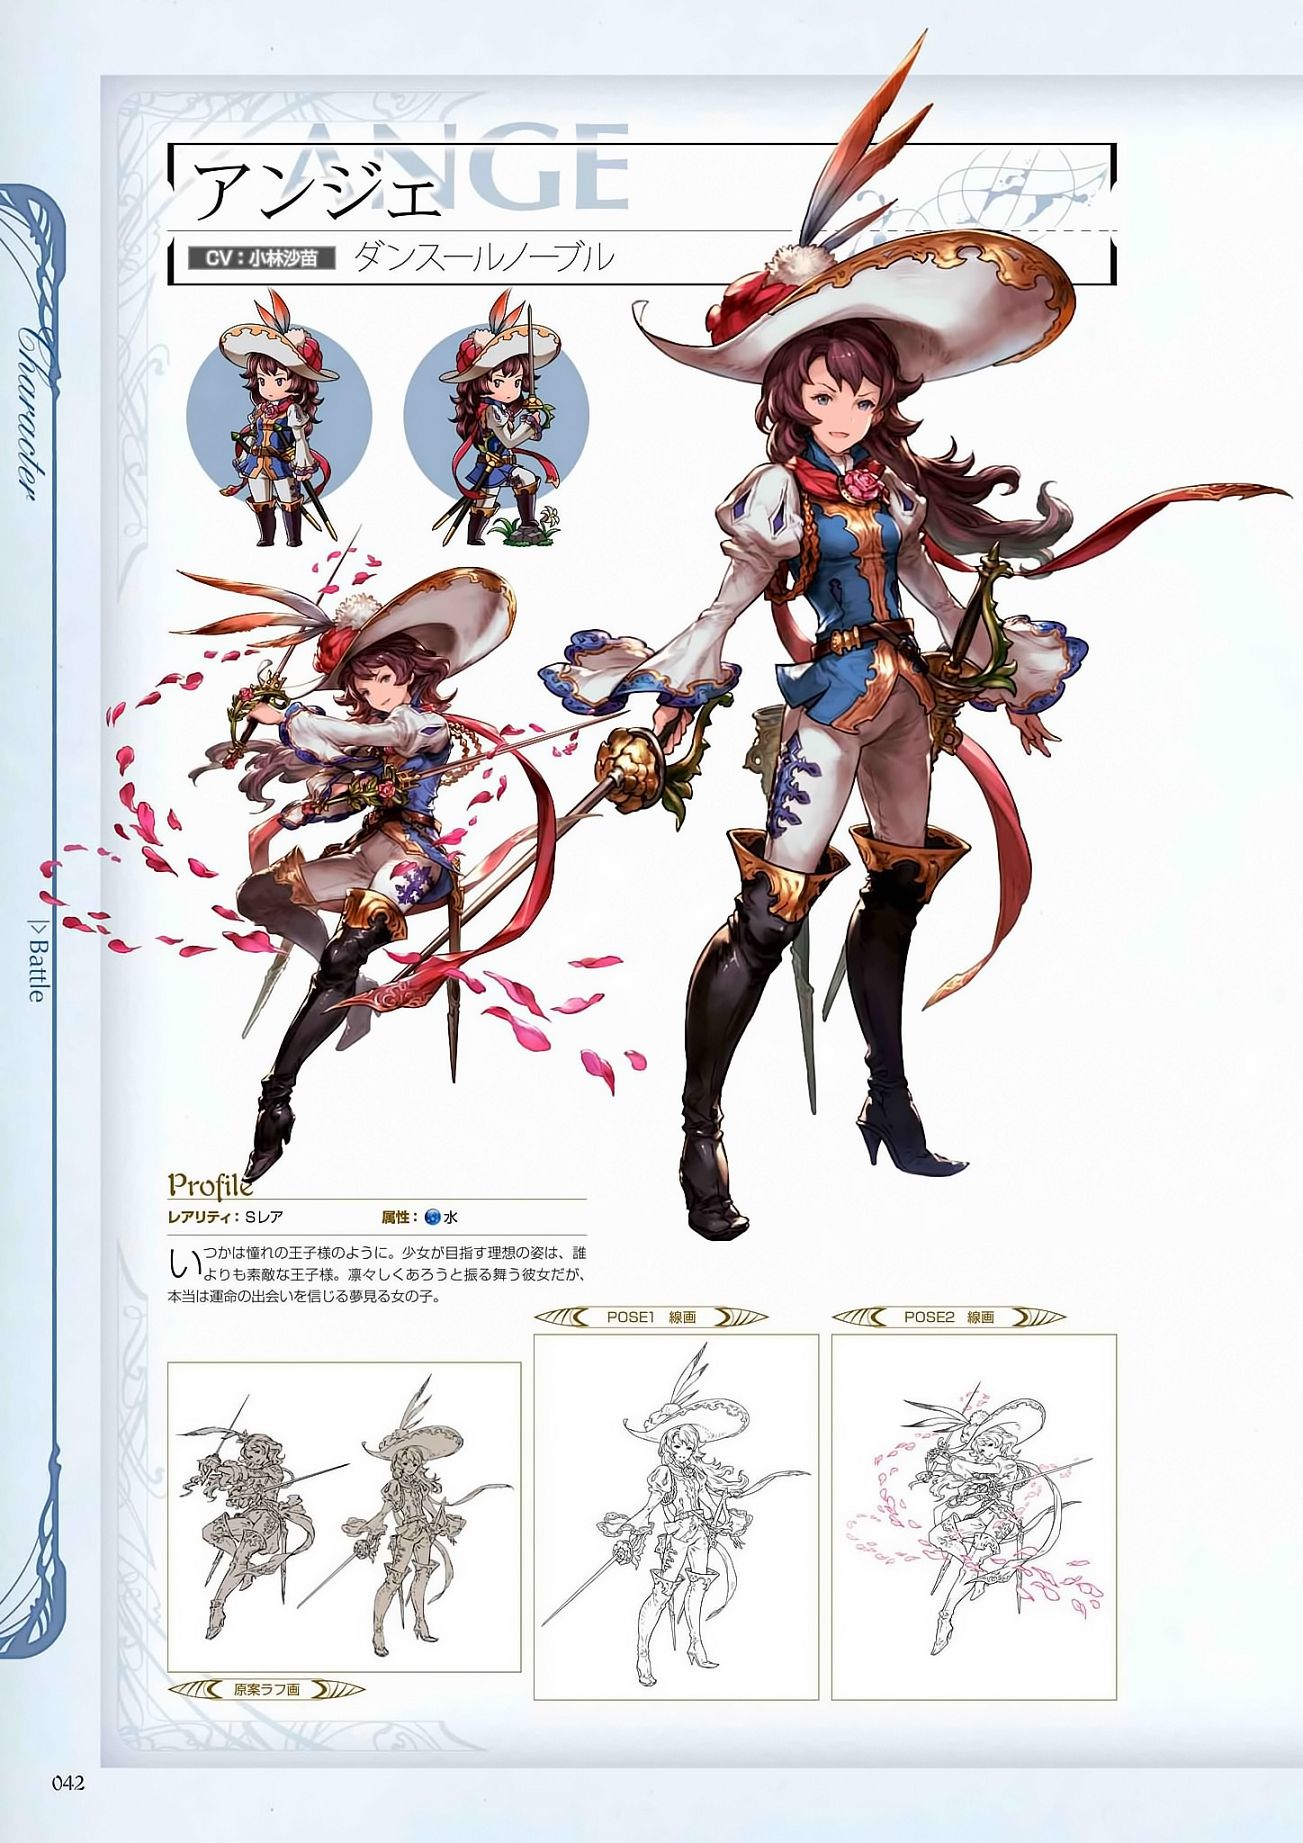 ANGE
アンジェ
CV：小林沙苗 ダンスールノーブル
Character
Battle
Profile
レアリティ：Sレア 属性： 水
いつかは憧れの王子様のように。少女が目指す理想の姿は、誰
よりも素敵な王子様。凛々しくあろうと振る舞う彼女だが、
本当は運命の出会いを信じる夢見る女の子。
POSE1 線画
POSE2 線画
原案ラフ画
042